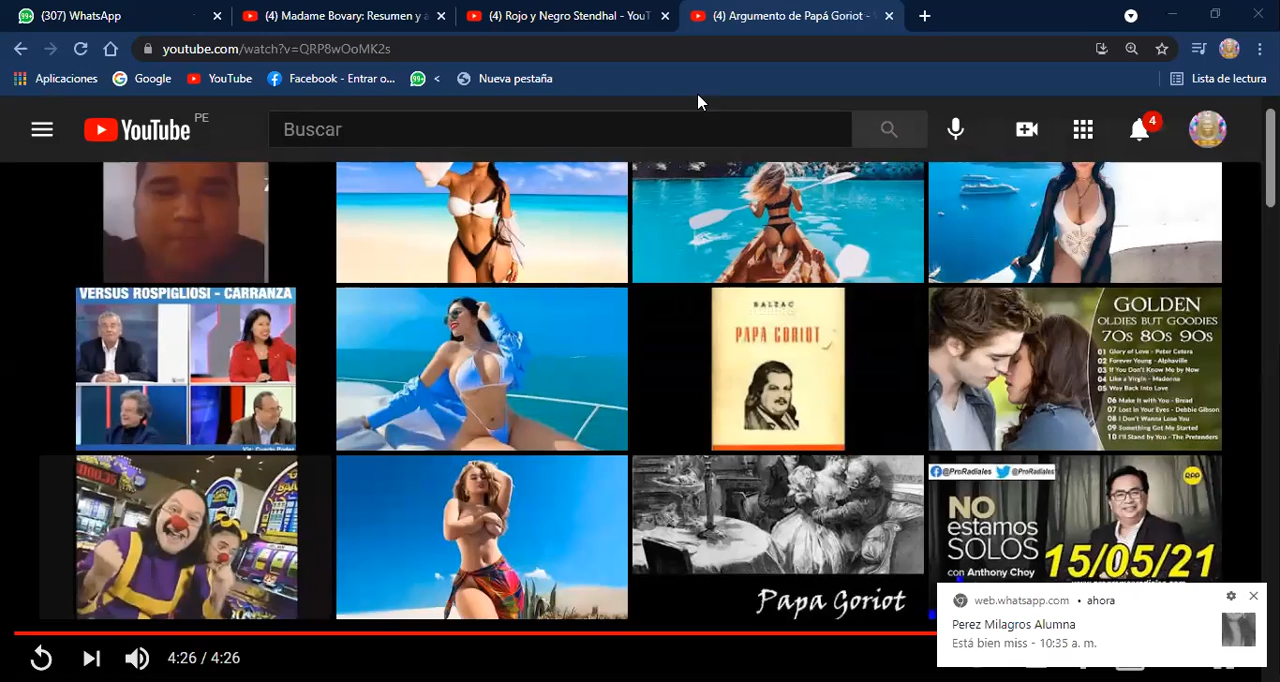 99+ (307) WhatsApp
(4) Madame Bovary: Resumen y a
(4) Rojo y Negro Stendhal - YouT
(4) Argumento de Papá Goriot -
youtube.com/watch?v=QRP8wOoMK2s
Aplicaciones
Google
YouTube
Facebook - Entrar o...
99+ <
Nueva pestaña
Lista de lectura
YouTube PE
Buscar
4
VERSUS ROSPIGLIOSI - CARRANZA
BALZAC
PAPA GORIOT
GOLDEN
OLDIES BUT GOODIES
70s 80s 90s
01 Glory of Love - Peter Cetera
02 Forever Young - Alphaville
03 If You Don't Know Me by Now
04 Like a Virgin - Madonna
05 Way Back Into Love
06 Make it with You - Bread
07 Lost in Your Eyes - Debbie Gibson
08 I Don't Wanna Lose You
09 Something Got Me Started
10 I'll Stand by You - The Pretenders
Papa Goriot
@ProRadiales @ProRadiales
RPP
NO
estamos
SOLOS
con Anthony Choy
15/05/21
web.whatsapp.com • ahora
Perez Milagros Alumna
Está bien miss - 10:35 a. m.
4:26 / 4:26